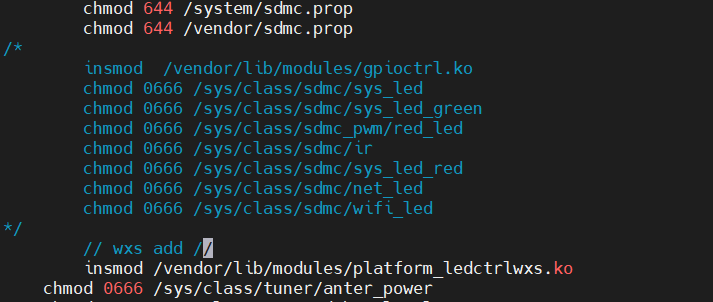 chmod 644 /system/sdmc.prop
chmod 644 /vendor/sdmc.prop
/*
insmod  /vendor/lib/modules/gpioctrl.ko
chmod 0666 /sys/class/sdmc/sys_led
chmod 0666 /sys/class/sdmc/sys_led_green
chmod 0666 /sys/class/sdmc_pwm/red_led
chmod 0666 /sys/class/sdmc/ir
chmod 0666 /sys/class/sdmc/sys_led_red
chmod 0666 /sys/class/sdmc/net_led
chmod 0666 /sys/class/sdmc/wifi_led
*/
// wxs add //
insmod /vendor/lib/modules/platform_ledctrlwxs.ko
chmod 0666 /sys/class/tuner/anter_power